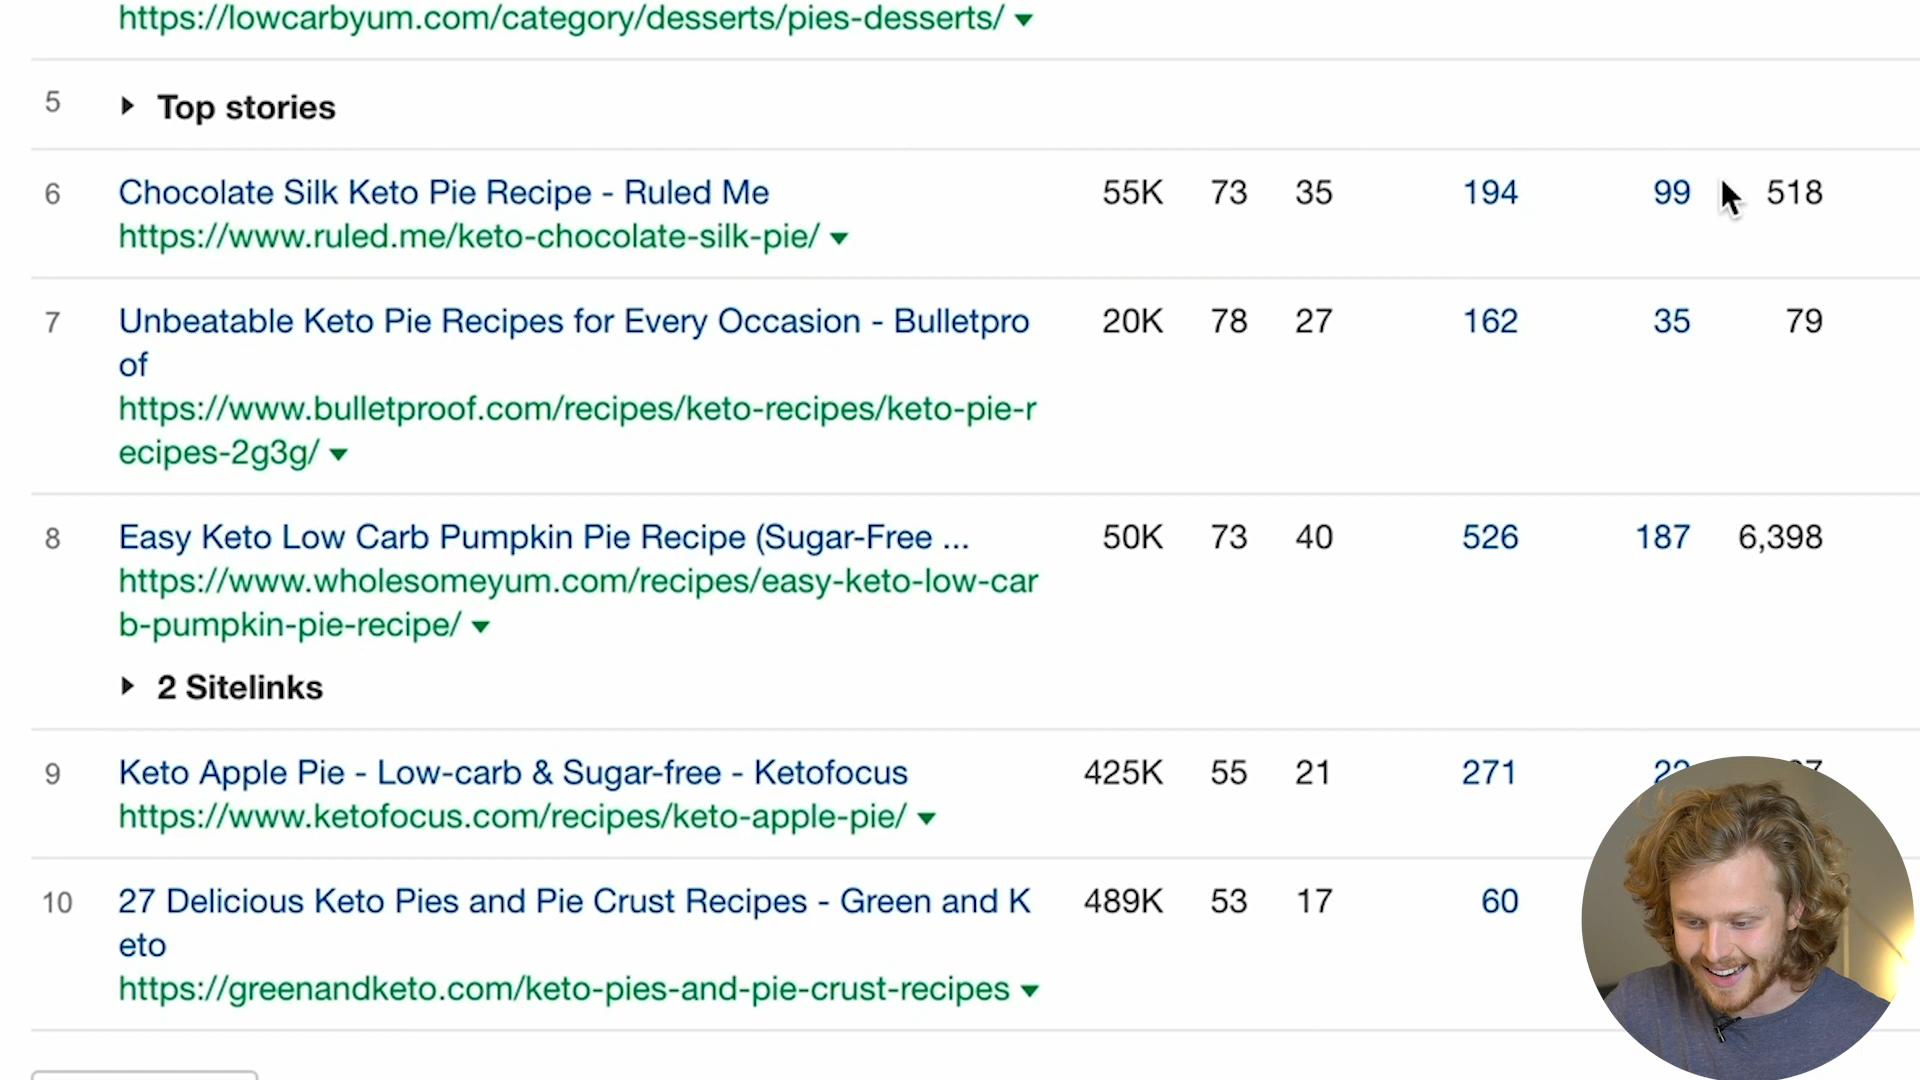 https://lowcarbyum.com/category/desserts/pies-desserts/
5 Top stories
6 Chocolate Silk Keto Pie Recipe - Ruled Me 55K 73 35 194 99 518
https://www.ruled.me/keto-chocolate-silk-pie/
7 Unbeatable Keto Pie Recipes for Every Occasion - Bulletpro 20K 78 27 162 35 79
of
https://www.bulletproof.com/recipes/keto-recipes/keto-pie-r
ecipes-2g3g/
8 Easy Keto Low Carb Pumpkin Pie Recipe (Sugar-Free ... 50K 73 40 526 187 6,398
https://www.wholesomeyum.com/recipes/easy-keto-low-car
b-pumpkin-pie-recipe/
2 Sitelinks
9 Keto Apple Pie - Low-carb & Sugar-free - Ketofocus 425K 55 21 271
https://www.ketofocus.com/recipes/keto-apple-pie/
10 27 Delicious Keto Pies and Pie Crust Recipes - Green and K 489K 53 17 60
eto
https://greenandketo.com/keto-pies-and-pie-crust-recipes